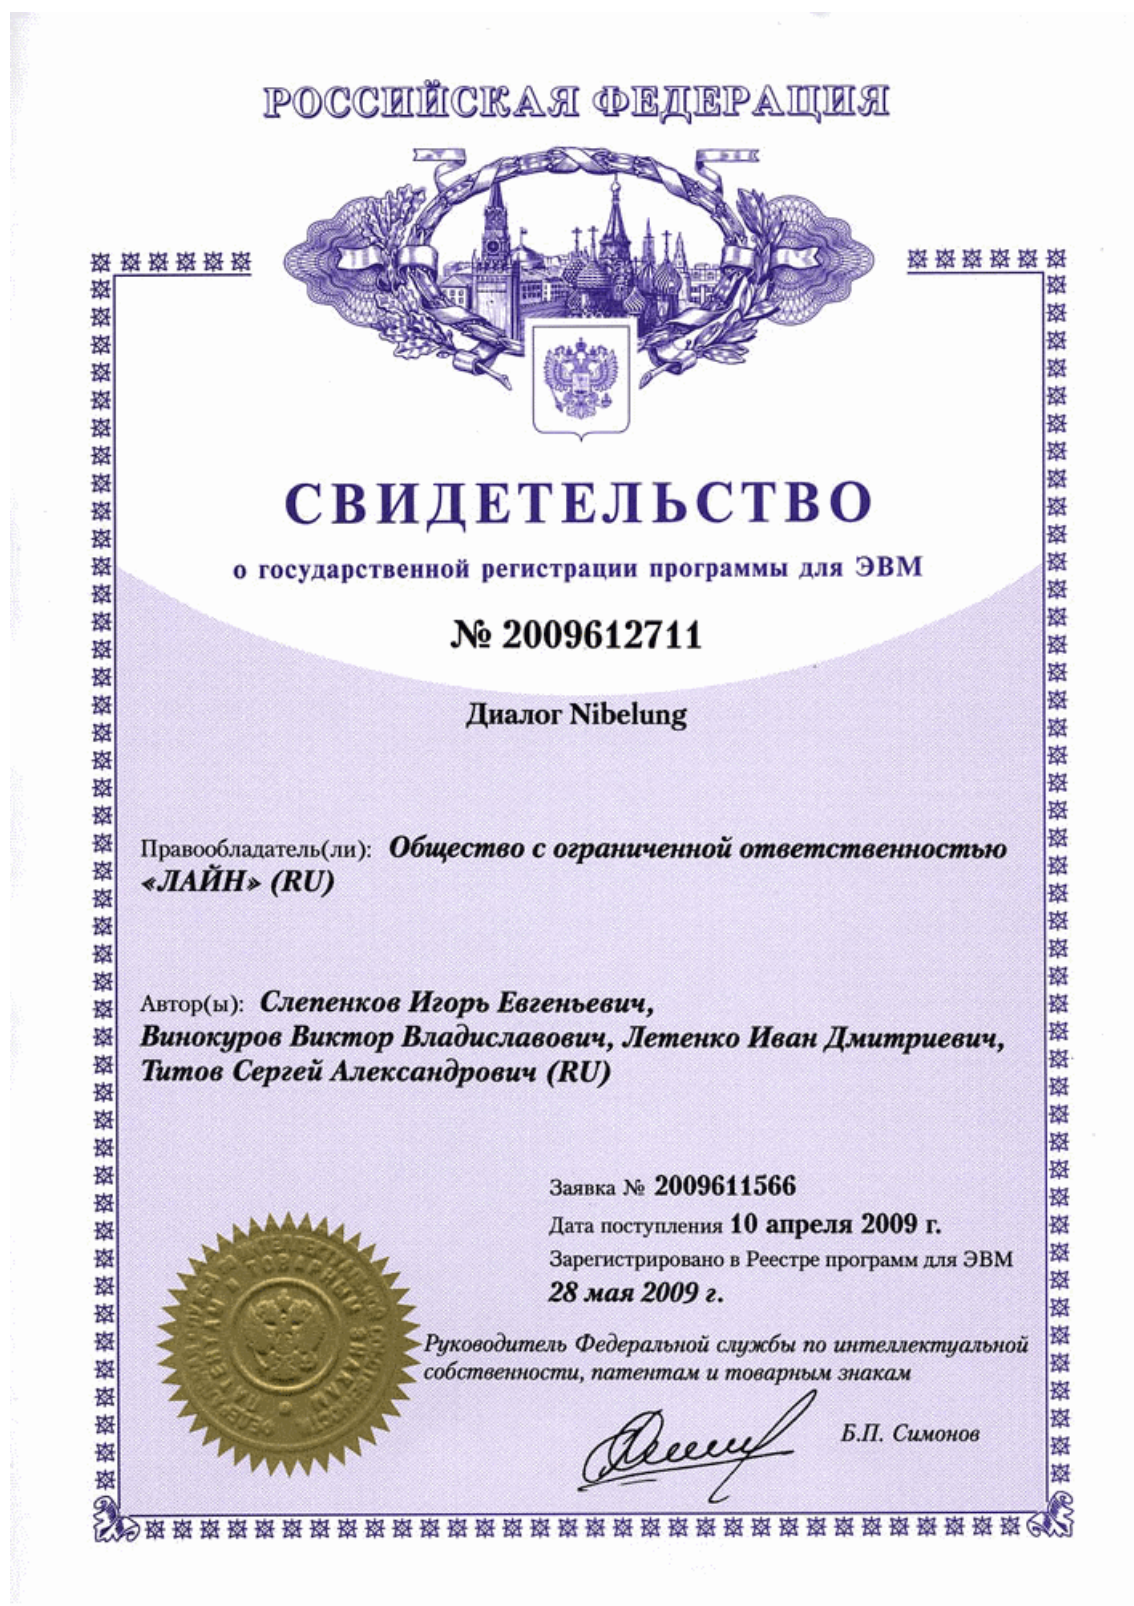 РОССИЙСКАЯ ФЕДЕРАЦИЯ
СВИДЕТЕЛЬСТВО
о государственной регистрации программы для ЭВМ
№ 2009612711
Диалог Nibelung
Правообладатель(ли): Общество с ограниченной ответственностью
«ЛАЙН» (RU)
Автор(ы): Слепенков Игорь Евгеньевич,
Винокуров Виктор Владиславович, Летенко Иван Дмитриевич,
Титов Сергей Александрович (RU)
Заявка № 2009611566
Дата поступления 10 апреля 2009 г.
Зарегистрировано в Реестре программ для ЭВМ
28 мая 2009 г.
Руководитель Федеральной службы по интеллектуальной
собственности, патентам и товарным знакам
Б.П. Симонов